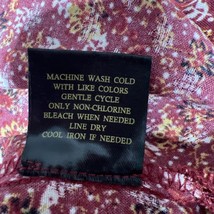 MACHINE WASH COLD
WITH LIKE COLORS
GENTLE CYCLE
ONLY NON-CHLORINE
BLEACH WHEN NEEDED
LINE DRY
COOL IRON IF NEEDED